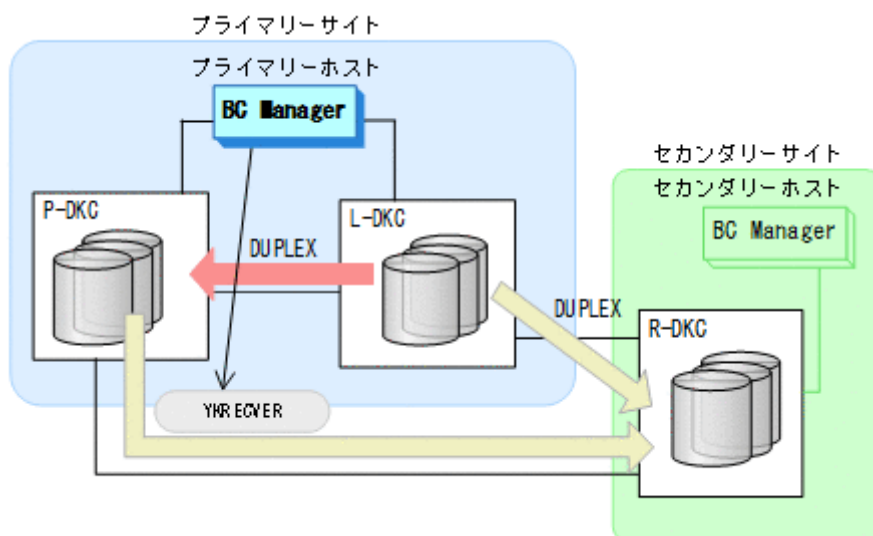 プライマリーサイト
プライマリーホスト
BC Manager
セカンダリーサイト
セカンダリーホスト
P-DKC
L-DKC
BC Manager
DUPLEX
DUPLEX
R-DKC
YKRECVER